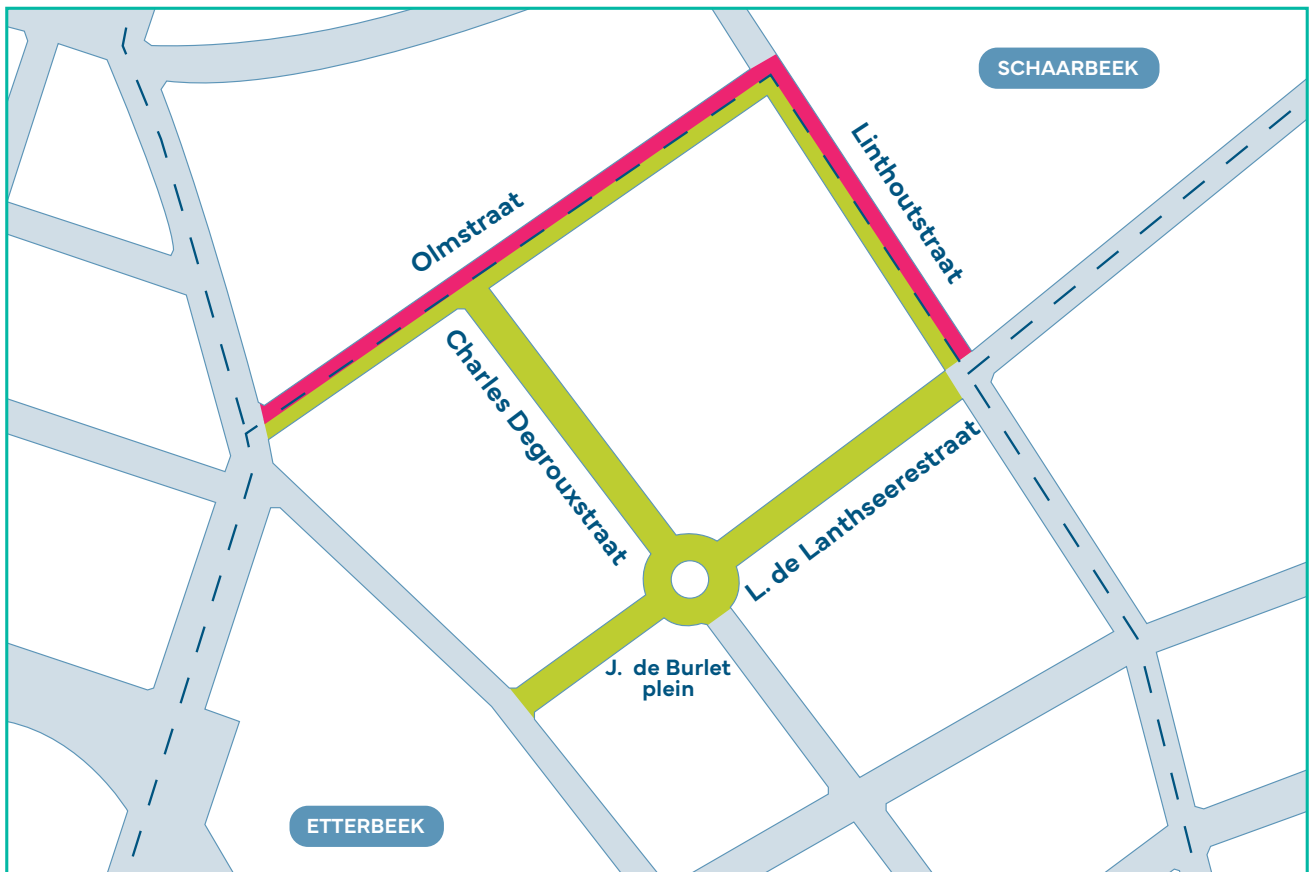 SCHAARBEEK
Linthoutstraat
Olmstraat
Charles Degrouxstraat
L. de Lanthseerestraat
J. de Burlet
plein
ETTERBEEK